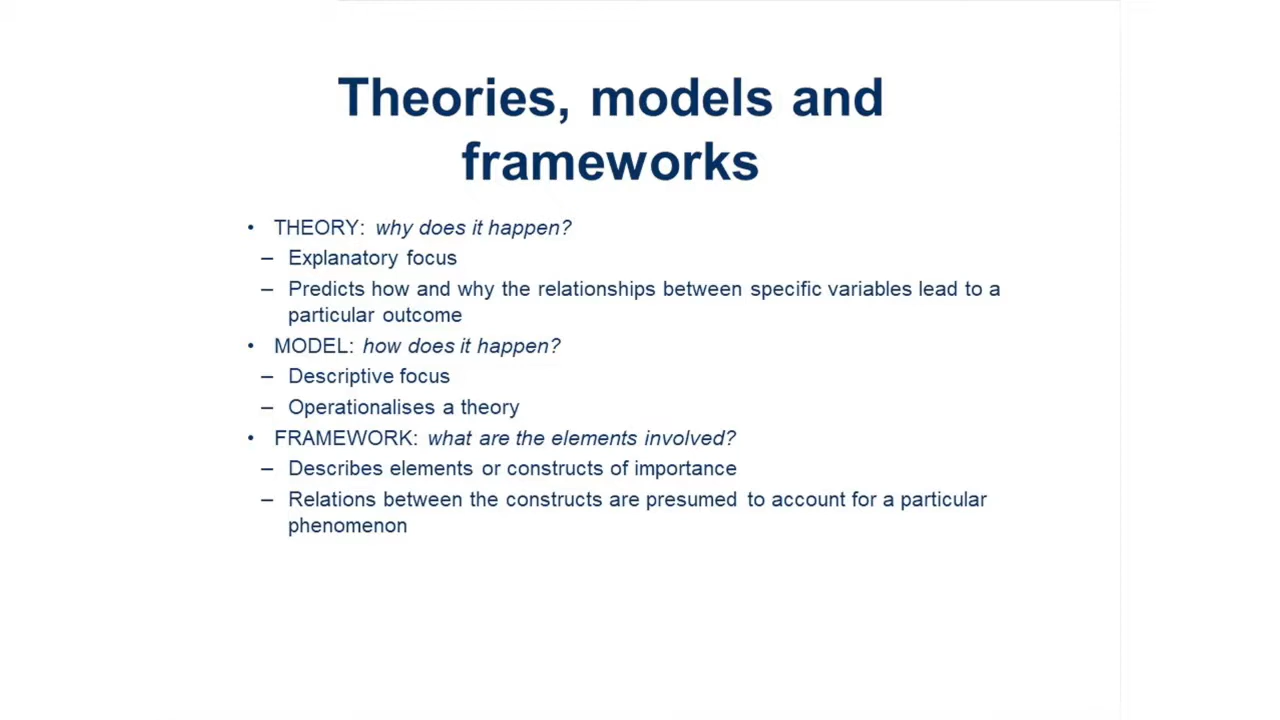 Theories, models and
frameworks
• THEORY: why does it happen?
– Explanatory focus
– Predicts how and why the relationships between specific variables lead to a
particular outcome
• MODEL: how does it happen?
– Descriptive focus
– Operationalises a theory
• FRAMEWORK: what are the elements involved?
– Describes elements or constructs of importance
– Relations between the constructs are presumed to account for a particular
phenomenon